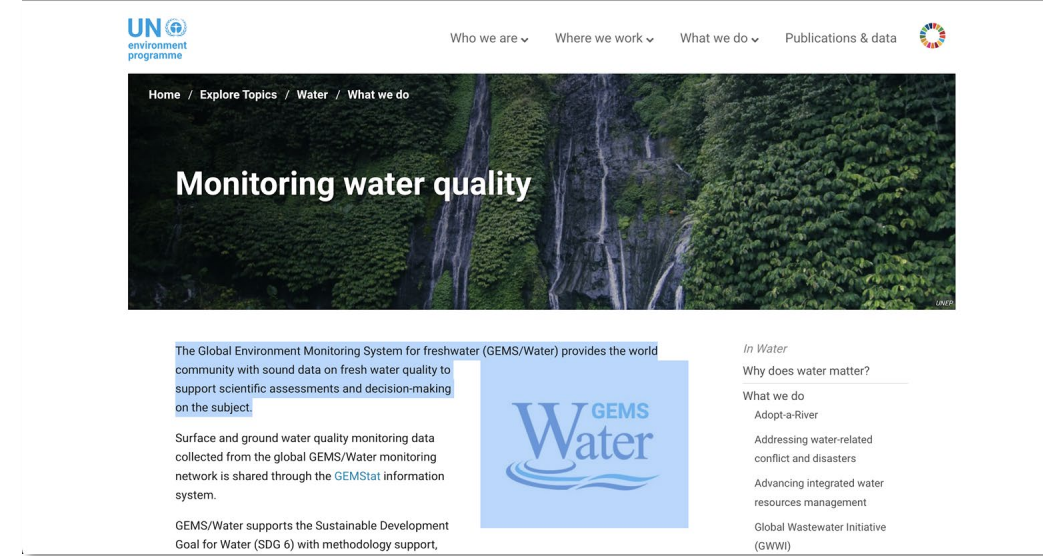 UN
environment
programme
Who we are
Where we work
What we do
Publications & data
Home / Explore Topics / Water / What we do
Monitoring water quality
UNEP
The Global Environment Monitoring System for freshwater (GEMS/Water) provides the world
community with sound data on fresh water quality to
support scientific assessments and decision-making
on the subject.
GEMS
Water
Surface and ground water quality monitoring data
collected from the global GEMS/Water monitoring
network is shared through the GEMStat information
system.
GEMS/Water supports the Sustainable Development
Goal for Water (SDG 6) with methodology support,
In Water
Why does water matter?
What we do
Adopt-a-River
Addressing water-related
conflict and disasters
Advancing integrated water
resources management
Global Wastewater Initiative
(GWWI)